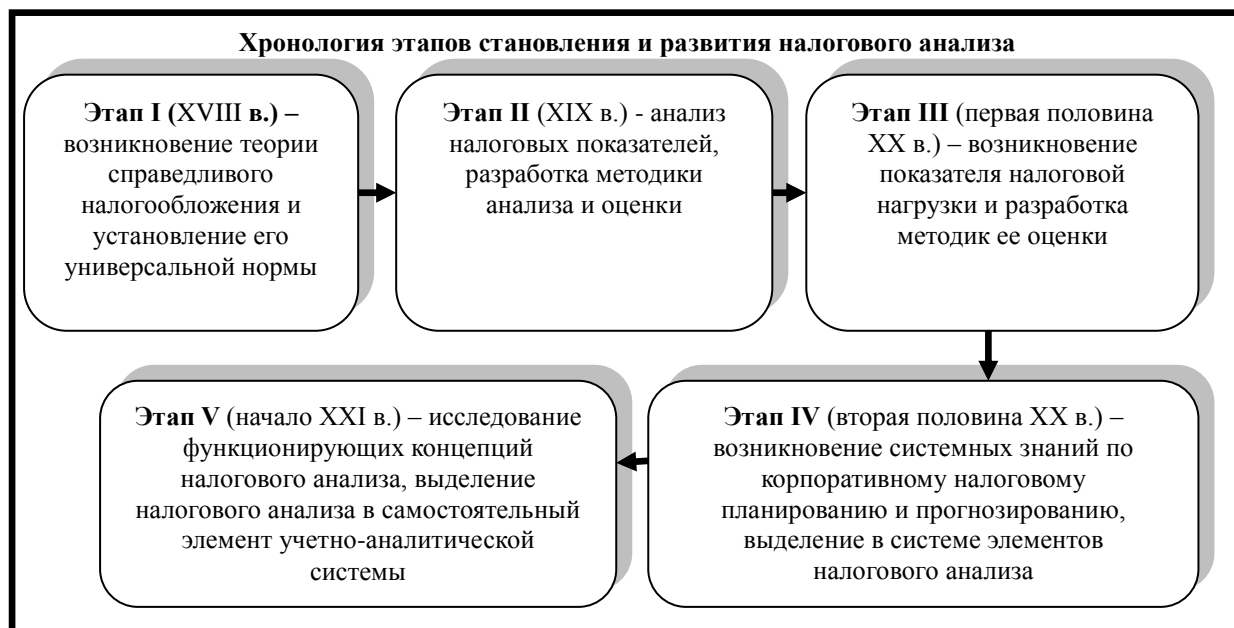 Хронология этапов становления и развития налогового анализа
Этап I (XVIII в.) –
возникновение теории
справедливого
налогообложения и
установление его
универсальной нормы
Этап II (XIX в.) - анализ
налоговых показателей,
разработка методики
анализа и оценки
Этап III (первая половина
XX в.) – возникновение
показателя налоговой
нагрузки и разработка
методик ее оценки
Этап IV (вторая половина XX в.) –
возникновение системных знаний по
корпоративному налоговому
планированию и прогнозированию,
выделение в системе элементов
налогового анализа
Этап V (начало XXI в.) – исследование
функционирующих концепций
налогового анализа, выделение
налогового анализа в самостоятельный
элемент учетно-аналитической
системы